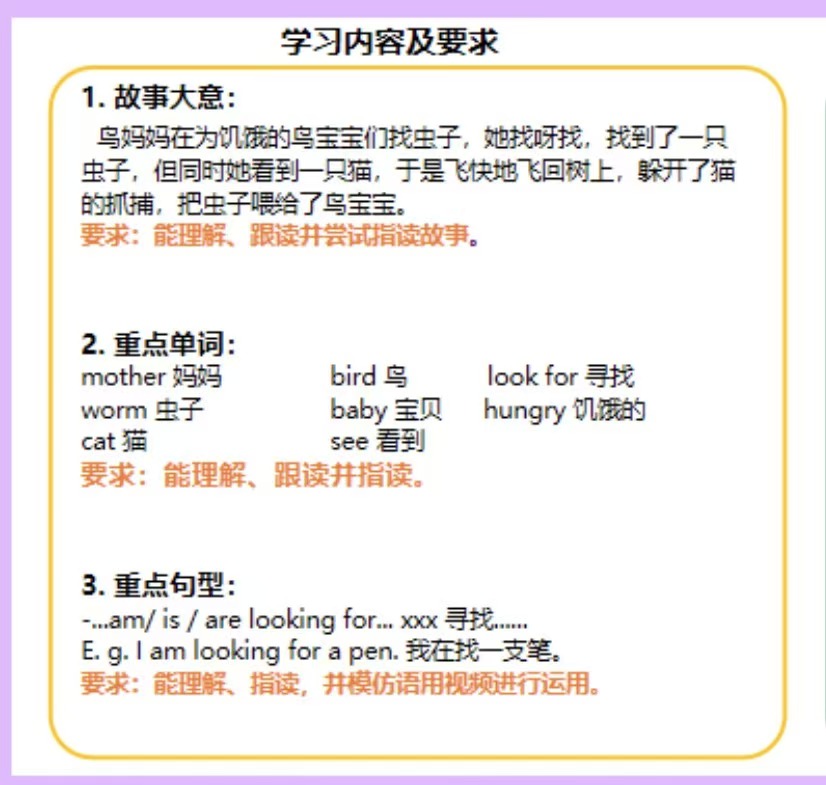 学习内容及要求
1. 故事大意：
鸟妈妈在为饥饿的鸟宝宝们找虫子，她找呀找，找到了一只
虫子，但同时她看到一只猫，于是飞快地飞回树上，躲开了猫
的抓捕，把虫子喂给了鸟宝宝。
要求：能理解、跟读并尝试指读故事。
2. 重点单词：
mother 妈妈 bird 鸟 look for 寻找
worm 虫子 baby 宝贝 hungry 饥饿的
cat 猫 see 看到
要求：能理解、跟读并指读。
3. 重点句型：
-...am/ is / are looking for... xxx 寻找......
E. g. I am looking for a pen. 我在找一支笔。
要求：能理解、指读，并模仿语用视频进行运用。